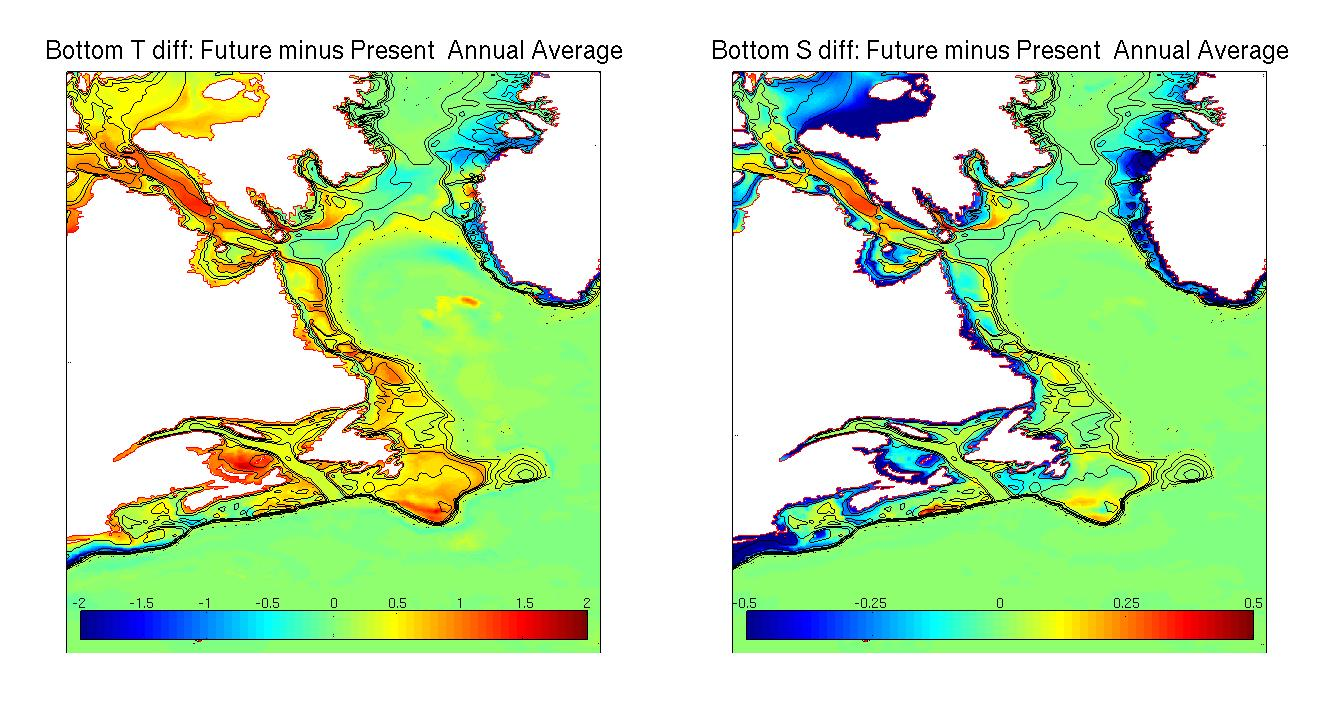 Bottom T diff: Future minus Present  Annual Average
-2 -1.5 -1 -0.5 0 0.5 1 1.5 2
Bottom S diff: Future minus Present  Annual Average
-0.5 -0.25 0 0.25 0.5